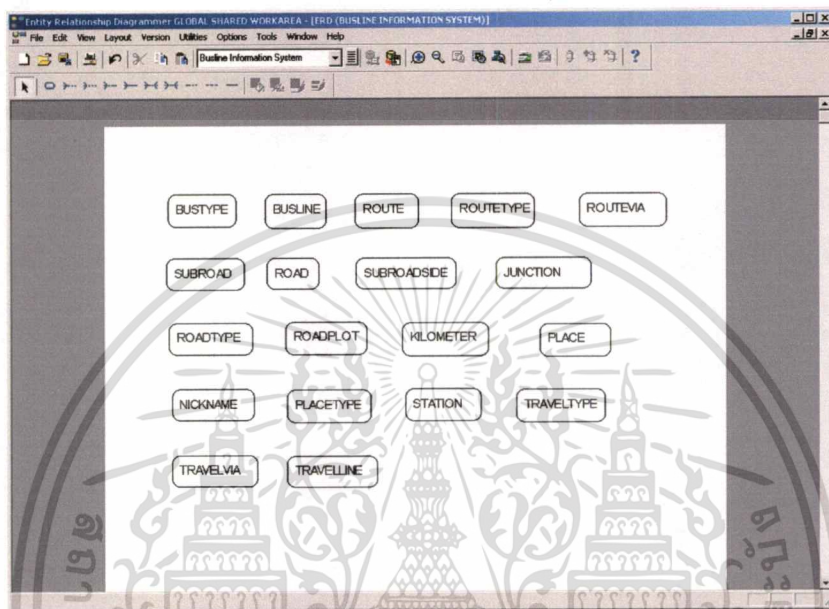 Entity Relationship Diagrammer GLOBAL SHARED WORKAREA - [ERD (BUSLINE INFORMATION SYSTEM)]
File Edit View Layout Version Utilities Options Tools Window Help
Busline Information System
BUSTYPE BUSLINE ROUTE ROUTETYPE ROUTEVIA
SUBROAD ROAD SUBROADSIDE JUNCTION
ROADTYPE ROADPLOT KILOMETER PLACE
NICKNAME PLACETYPE STATION TRAVELTYPE
TRAVELVIA TRAVELLINE